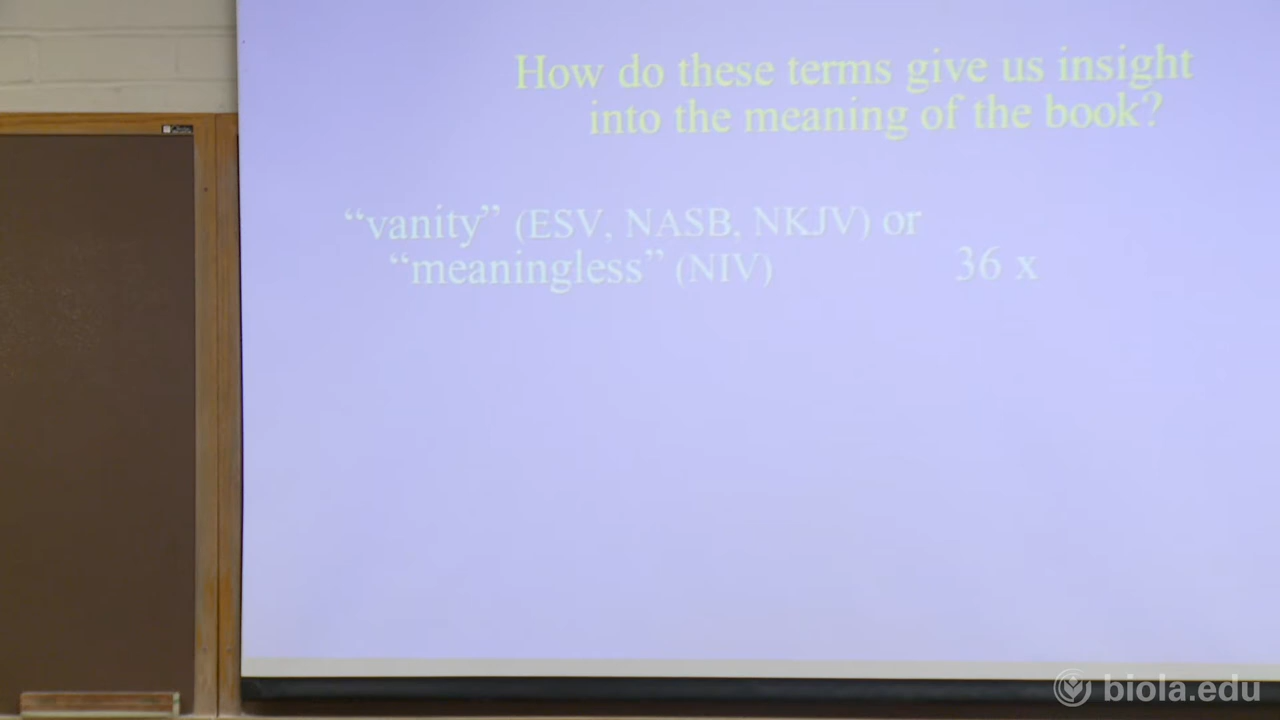 How do these terms give us insight
into the meaning of the book?
“vanity” (ESV, NASB, NKJV) or
“meaningless” (NIV) 36 x
biola.edu